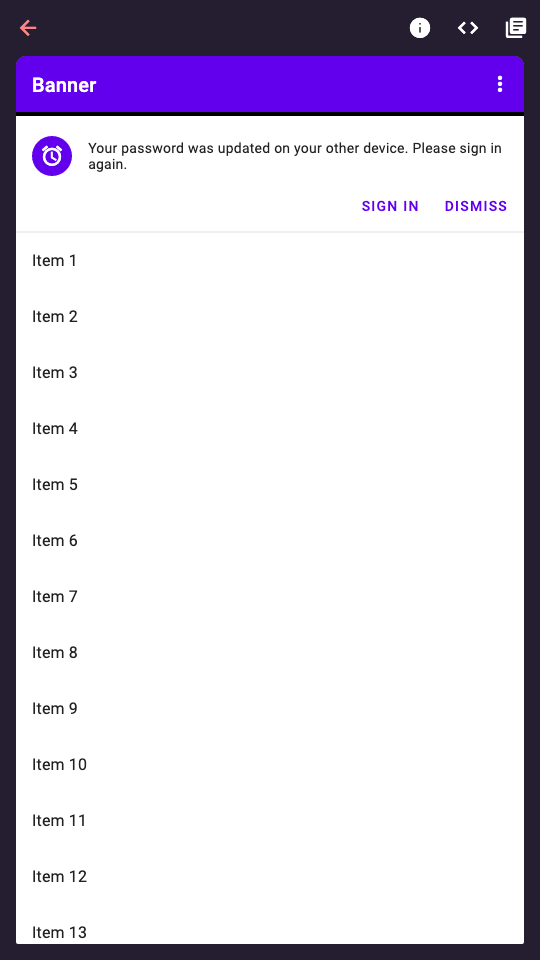 Banner
Your password was updated on your other device. Please sign in
again.
SIGN IN DISMISS
Item 1
Item 2
Item 3
Item 4
Item 5
Item 6
Item 7
Item 8
Item 9
Item 10
Item 11
Item 12
Item 13